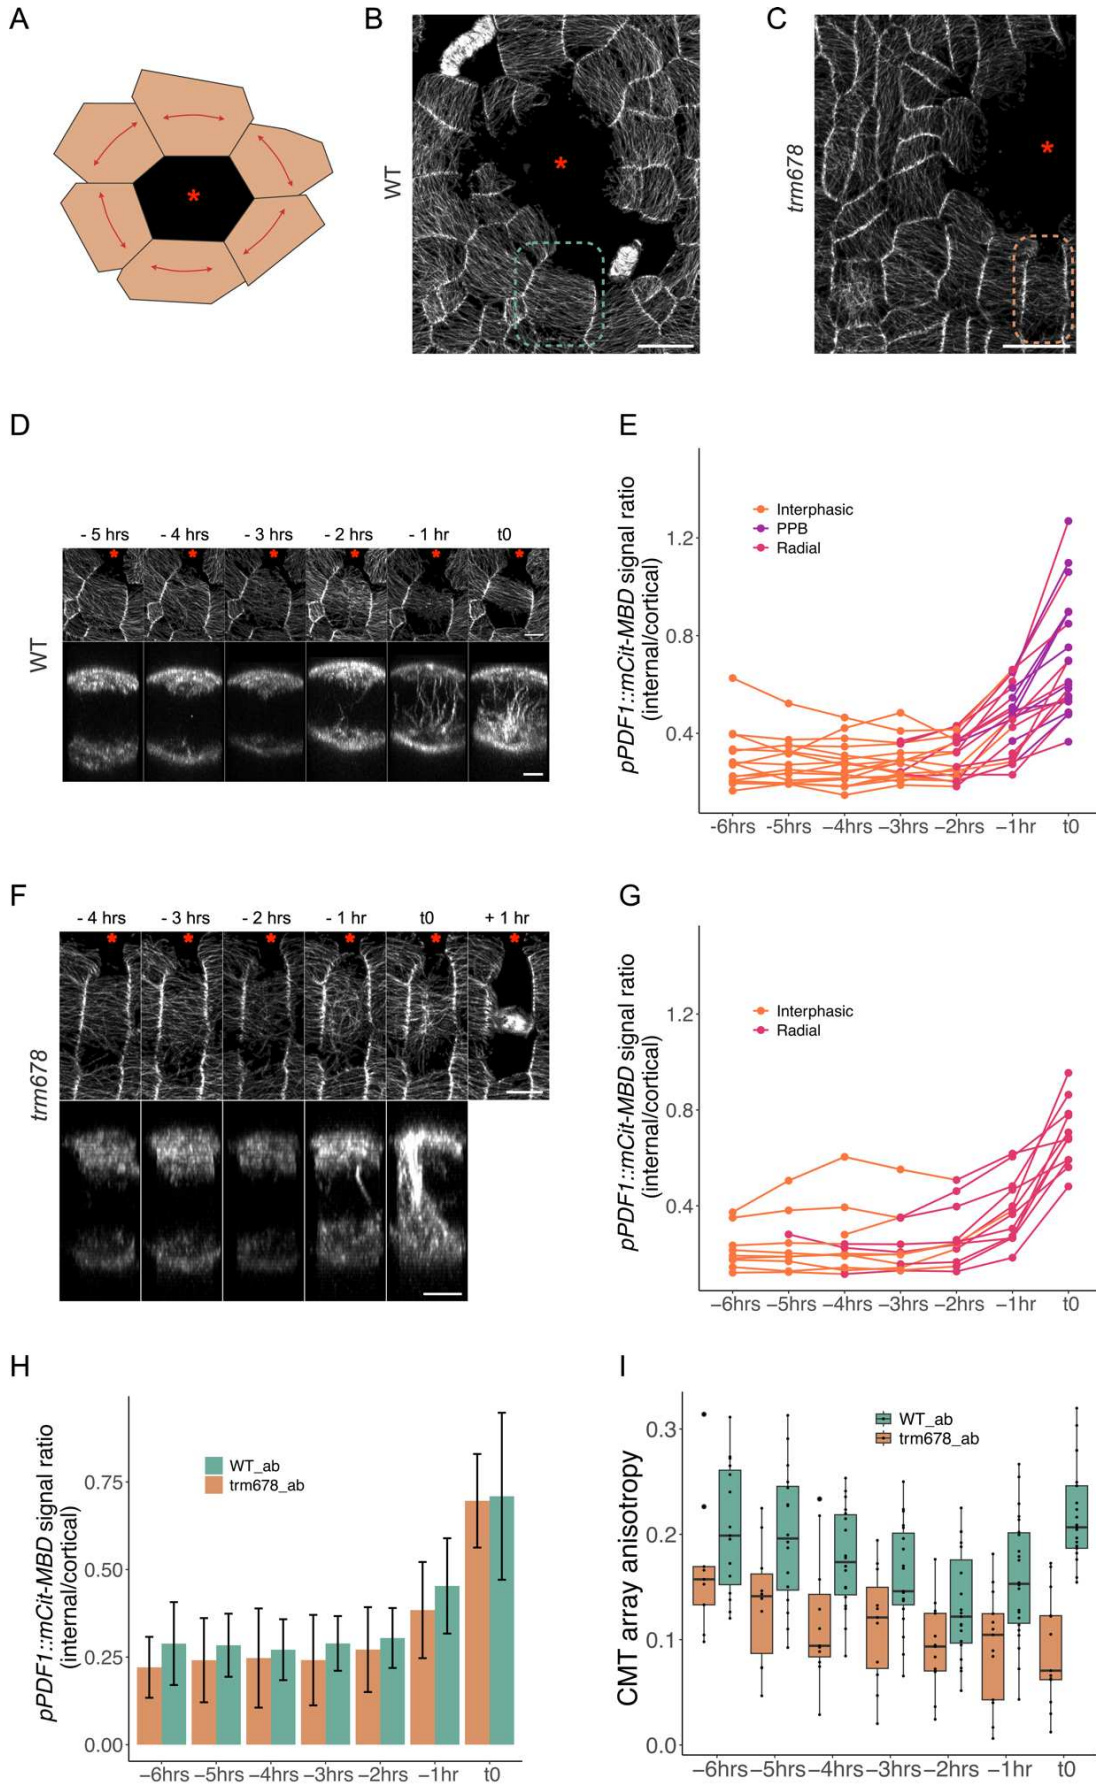 A
B
C
WT
*
trm678
*
*
D
- 5 hrs - 4 hrs - 3 hrs - 2 hrs - 1 hr t0
* * * * * *
WT
E
pPDF1::mCit-MBD signal ratio
(internal/cortical)
Interphasic
PPB
Radial
1.2
0.8
0.4
-6hrs -5hrs −4hrs −3hrs −2hrs −1hr t0
F
- 4 hrs - 3 hrs - 2 hrs - 1 hr t0 + 1 hr
* * * * * *
trm678
G
pPDF1::mCit-MBD signal ratio
(internal/cortical)
Interphasic
Radial
1.2
0.8
0.4
−6hrs −5hrs −4hrs −3hrs −2hrs −1hr t0
H
pPDF1::mCit-MBD signal ratio
(internal/cortical)
WT_ab
trm678_ab
0.75
0.50
0.25
0.00
−6hrs −5hrs −4hrs −3hrs −2hrs −1hr t0
I
CMT array anisotropy
WT_ab
trm678_ab
0.3
0.2
0.1
0.0
−6hrs −5hrs −4hrs −3hrs −2hrs −1hr t0